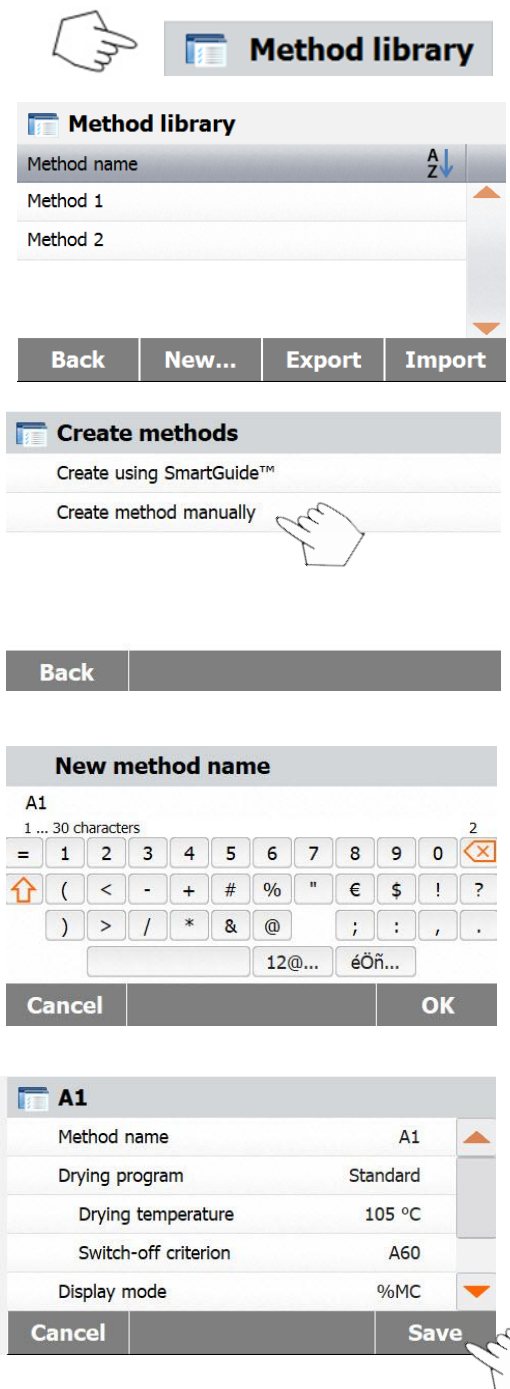 Method library
Method library
Method name A Z
Method 1
Method 2
Back New... Export Import
Create methods
Create using SmartGuide™
Create method manually
Back
New method name
A1
1 ... 30 characters 2
= 1 2 3 4 5 6 7 8 9 0
( < - + # % " € $ ! ?
) > / * & @ ; : , .
12@... éÖñ...
Cancel OK
A1
Method name A1
Drying program Standard
Drying temperature 105 °C
Switch-off criterion A60
Display mode %MC
Cancel Save